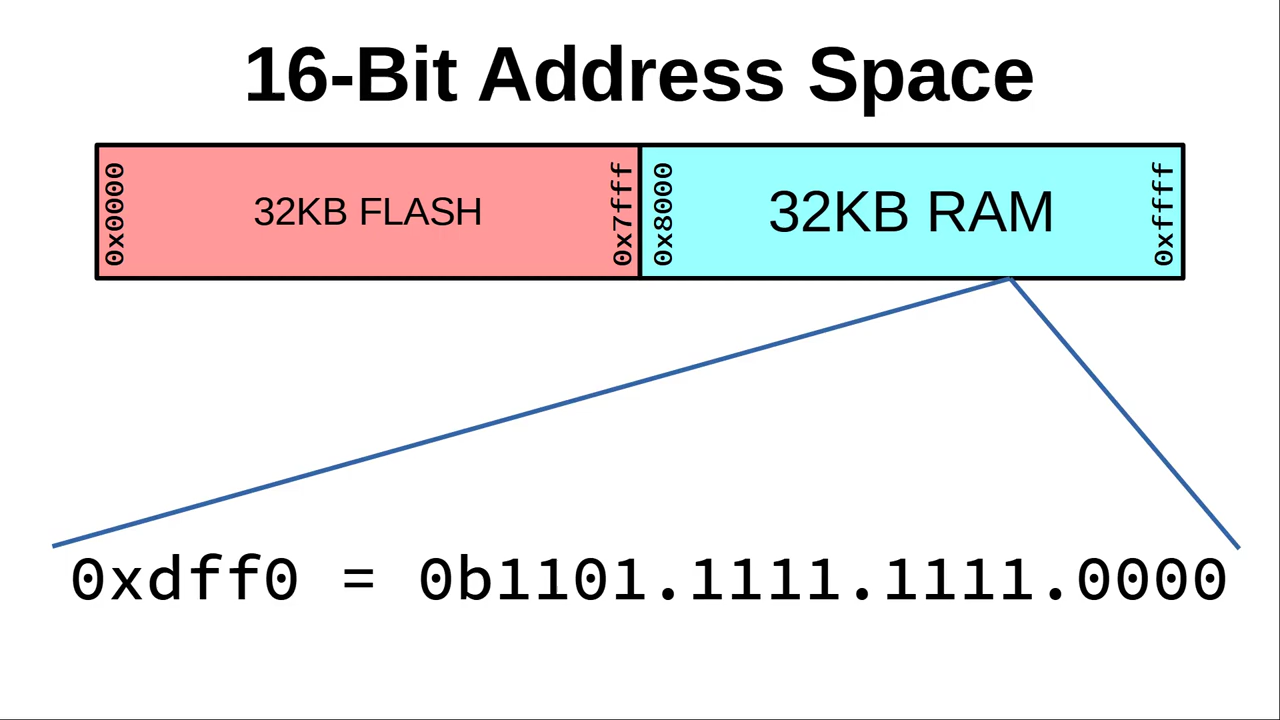 16-Bit Address Space
0x0000
32KB FLASH
0x7fff
0x8000
32KB RAM
0xffff
0xdff0 = 0b1101.1111.1111.0000